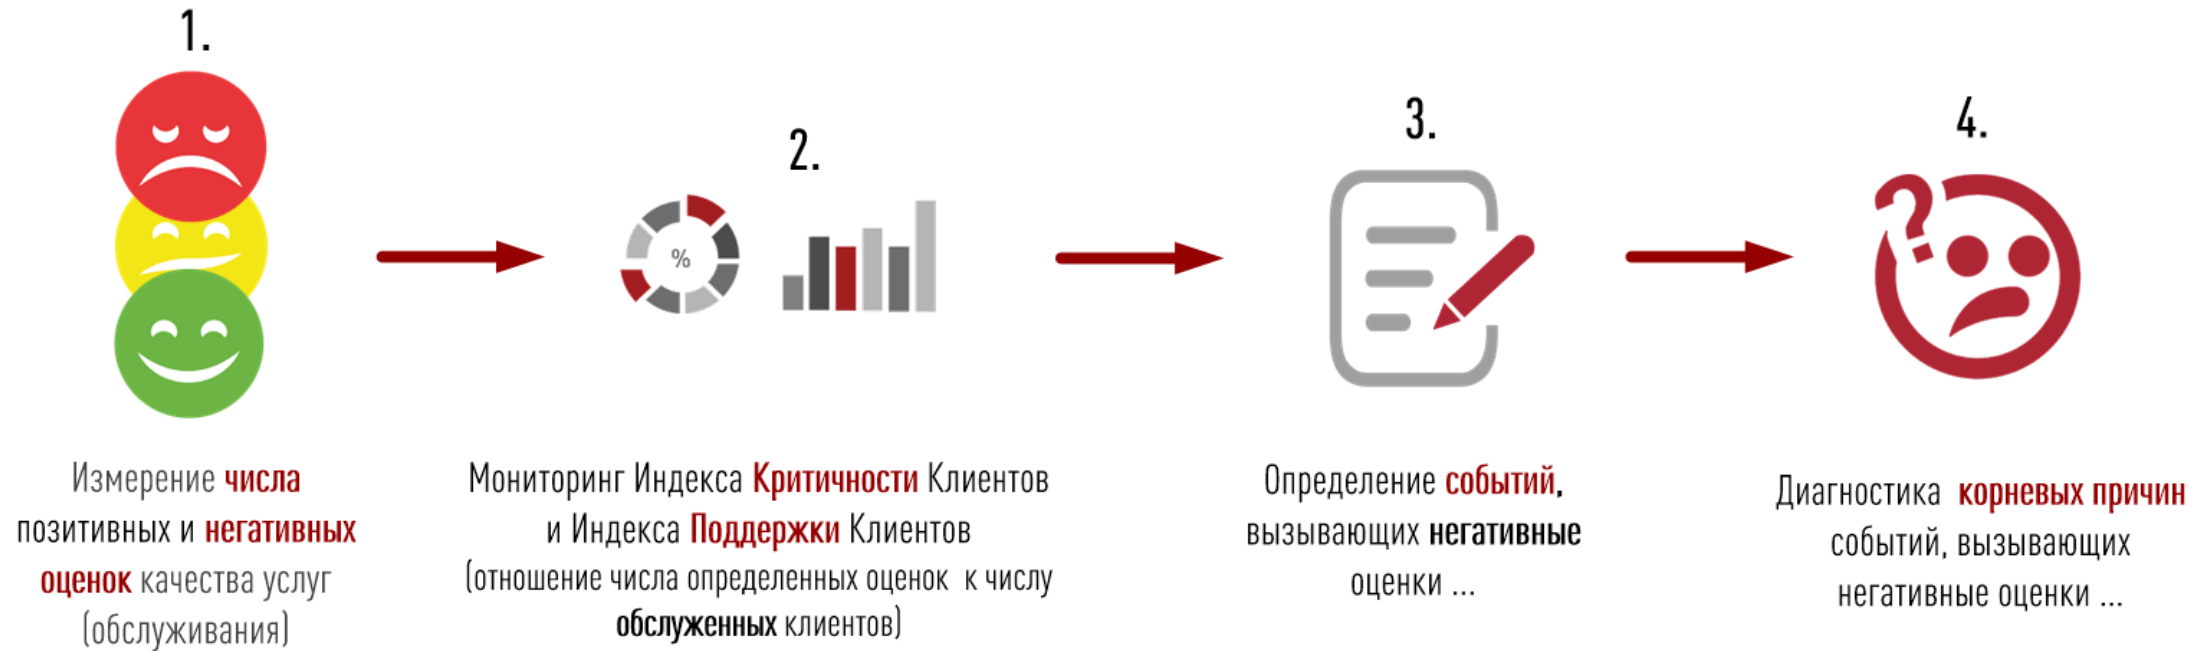 1.
Измерение числа
позитивных и негативных
оценок качества услуг
(обслуживания)
2.
%
Мониторинг Индекса Критичности Клиентов
и Индекса Поддержки Клиентов
(отношение числа определенных оценок к числу
обслуженных клиентов)
3.
Определение событий,
вызывающих негативные
оценки ...
4.
?
Диагностика корневых причин
событий, вызывающих
негативные оценки ...